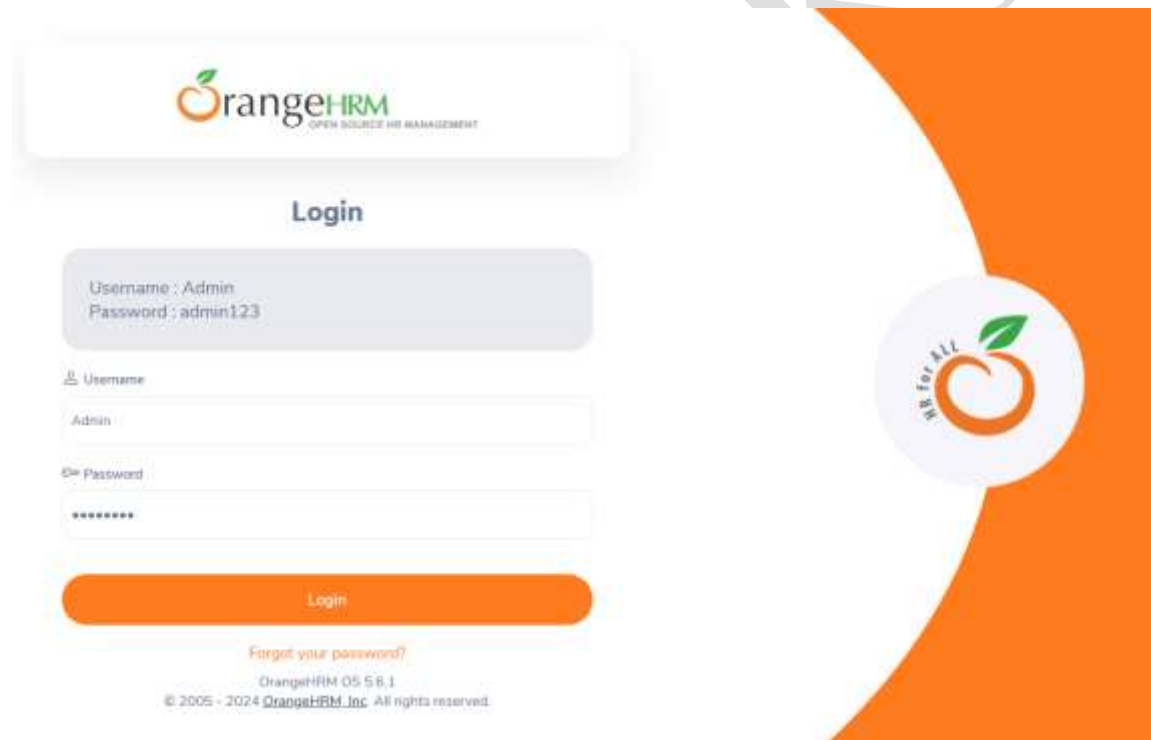 OrangeHRM
OPEN SOURCE HR MANAGEMENT
Login
Username : Admin
Password : admin123
Username
Admin
Password
••••••••
Login
Forgot your password?
OrangeHRM OS 5.6.1
© 2005 - 2024 OrangeHRM, Inc. All rights reserved.
HR for ALL